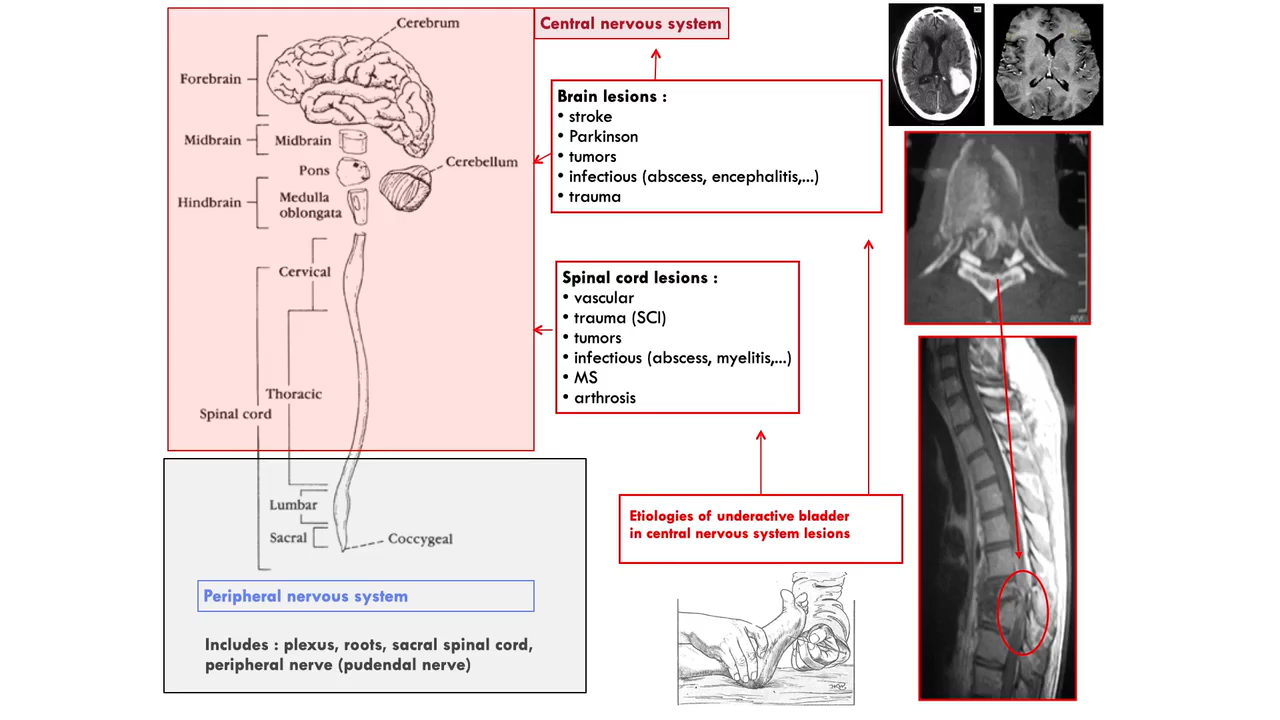 Cerebrum
Forebrain
Midbrain
Midbrain
Pons
Cerebellum
Hindbrain
Medulla
oblongata
Cervical
Thoracic
Spinal cord
Lumbar
Sacral
Coccygeal
Peripheral nervous system
Includes : plexus, roots, sacral spinal cord,
peripheral nerve (pudendal nerve)
Central nervous system
Brain lesions :
• stroke
• Parkinson
• tumors
• infectious (abscess, encephalitis,...)
• trauma
Spinal cord lesions :
• vascular
• trauma (SCI)
• tumors
• infectious (abscess, myelitis,...)
• MS
• arthrosis
Etiologies of underactive bladder
in central nervous system lesions